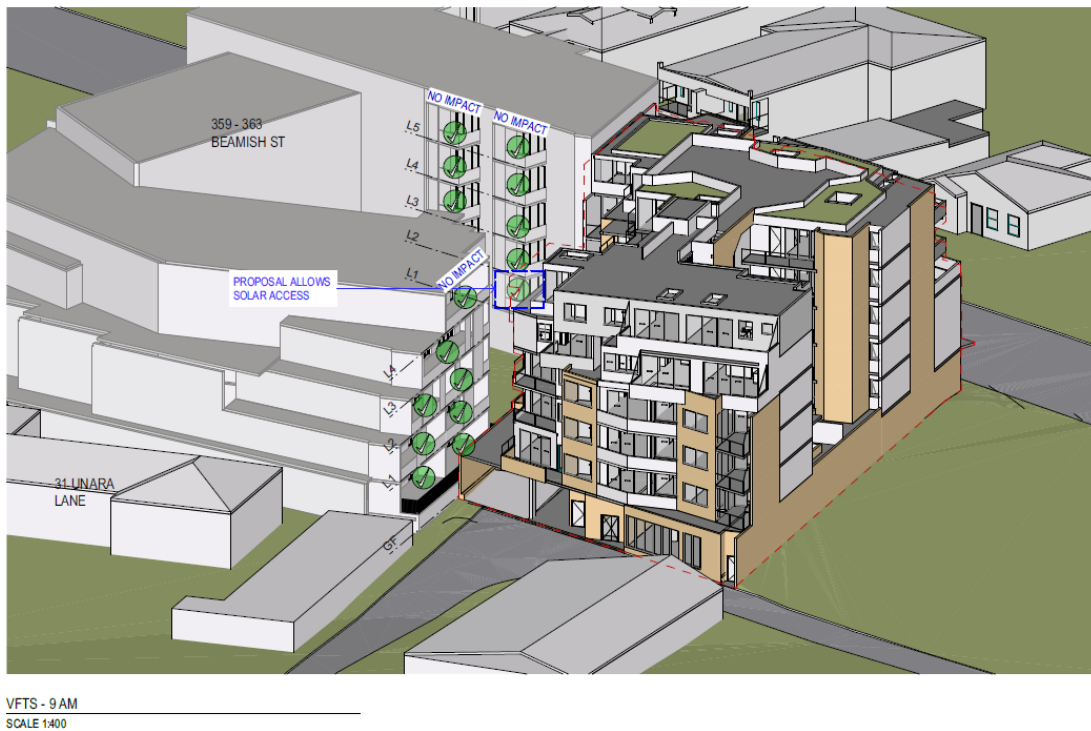 NO IMPACT
NO IMPACT
359 - 363
BEAMISH ST
L5
L4
L3
L2
L1
NO IMPACT
PROPOSAL ALLOWS
SOLAR ACCESS
L4
L3
L2
L1
31 UNARA
LANE
GF
VFTS - 9 AM
SCALE 1:400